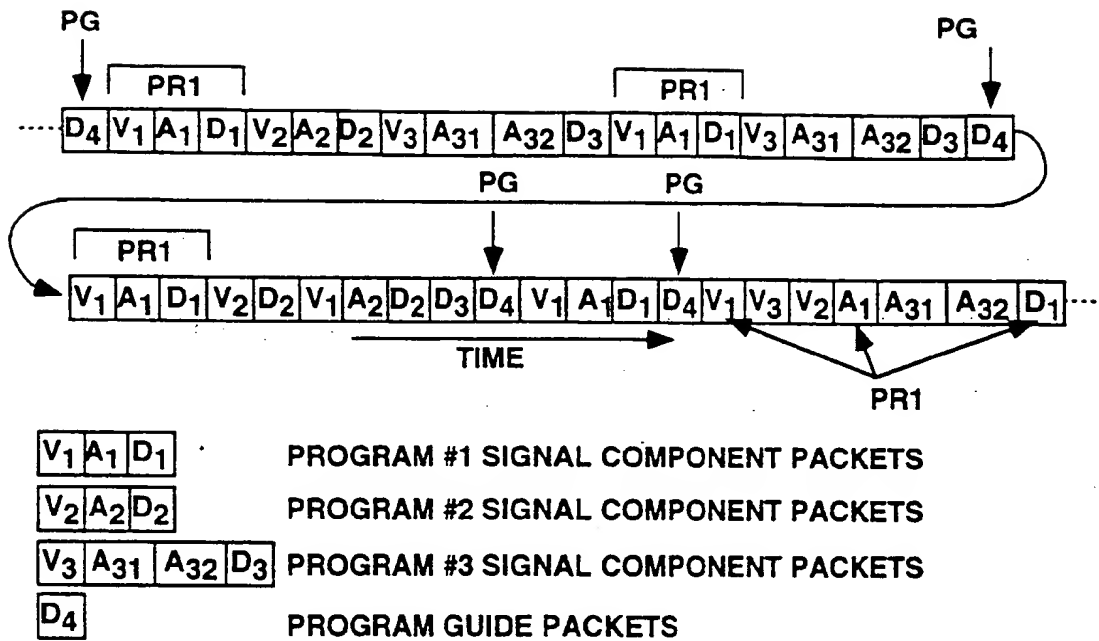 PG PG
PR1 PR1
D4 V1 A1 D1 V2 A2 D2 V3 A31 A32 D3 V1 A1 D1 V3 A31 A32 D3 D4
PG PG
PR1
V1 A1 D1 V2 D2 V1 A2 D2 D3 D4 V1 A1 D1 D4 V1 V3 V2 A1 A31 A32 D1
TIME
PR1
V1 A1 D1 PROGRAM #1 SIGNAL COMPONENT PACKETS
V2 A2 D2 PROGRAM #2 SIGNAL COMPONENT PACKETS
V3 A31 A32 D3 PROGRAM #3 SIGNAL COMPONENT PACKETS
D4 PROGRAM GUIDE PACKETS